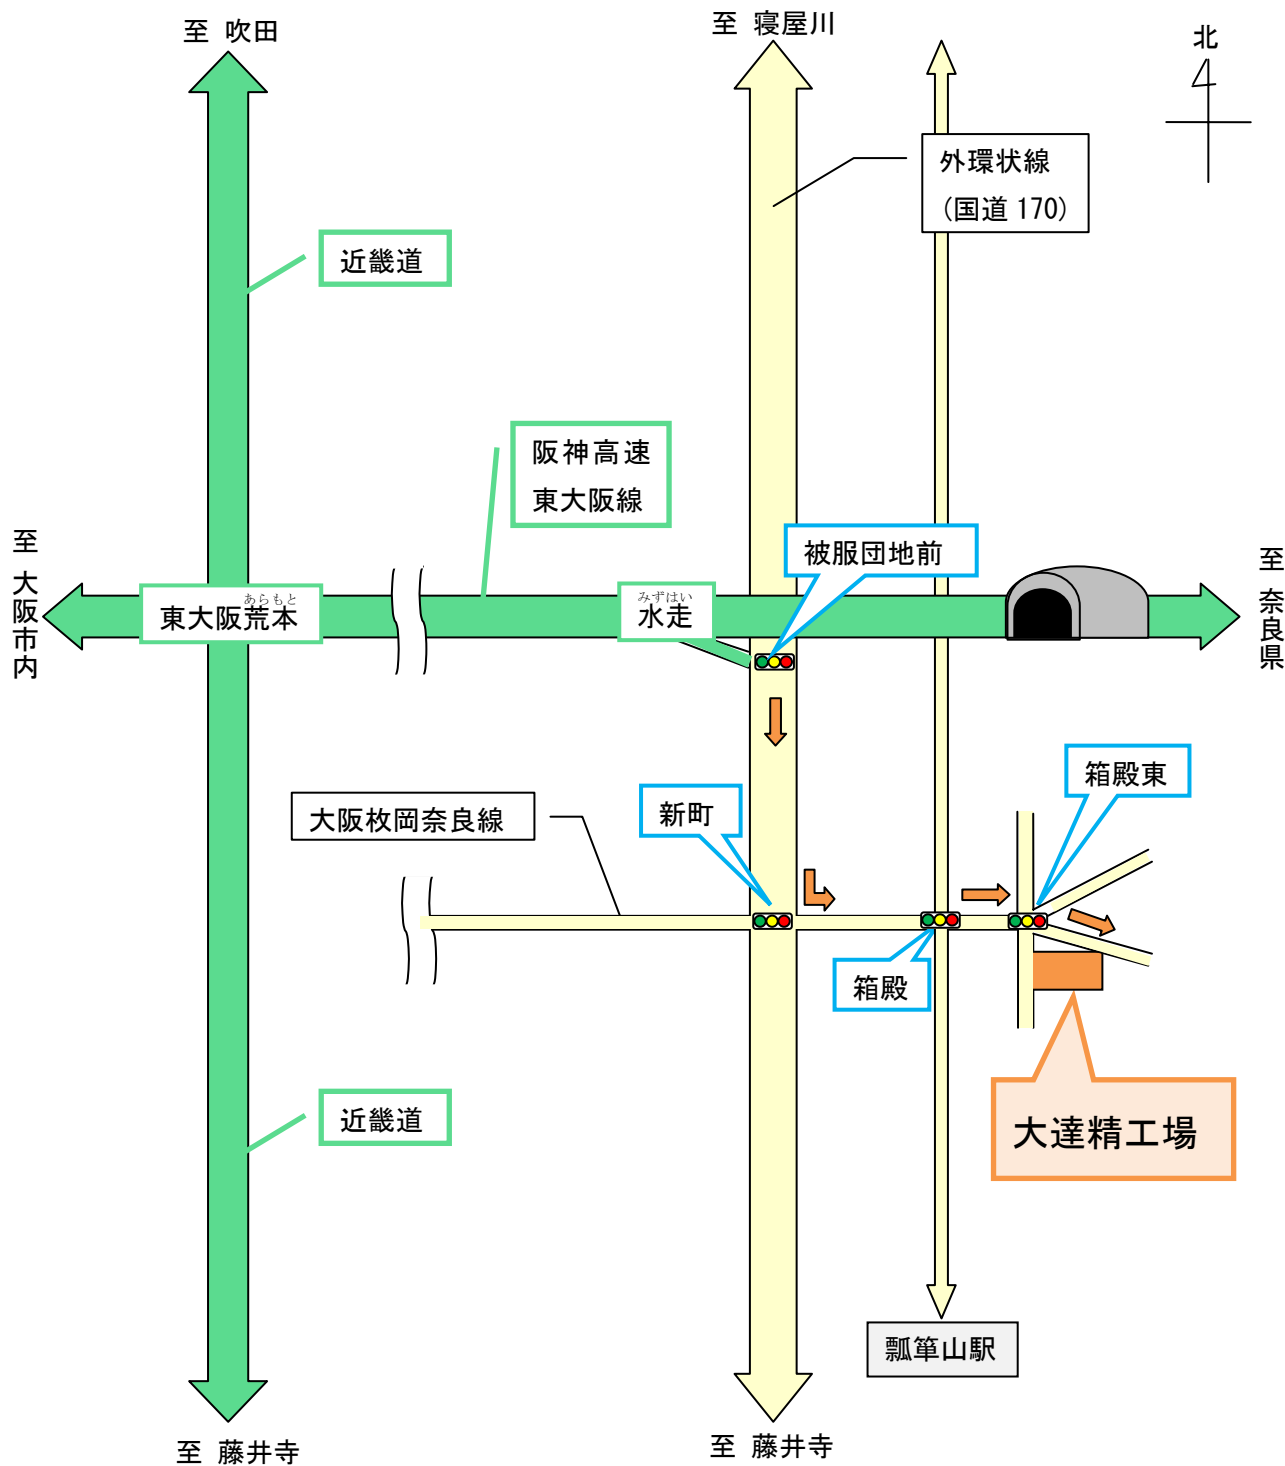 至 吹田
至 寝屋川
北
外環状線
(国道 170)
近畿道
阪神高速
東大阪線
被服団地前
至 大阪市内
あらもと
東大阪荒本
みずはい
水走
至 奈良県
箱殿東
新町
大阪枚岡奈良線
箱殿
近畿道
大達精工場
瓢箪山駅
至 藤井寺
至 藤井寺